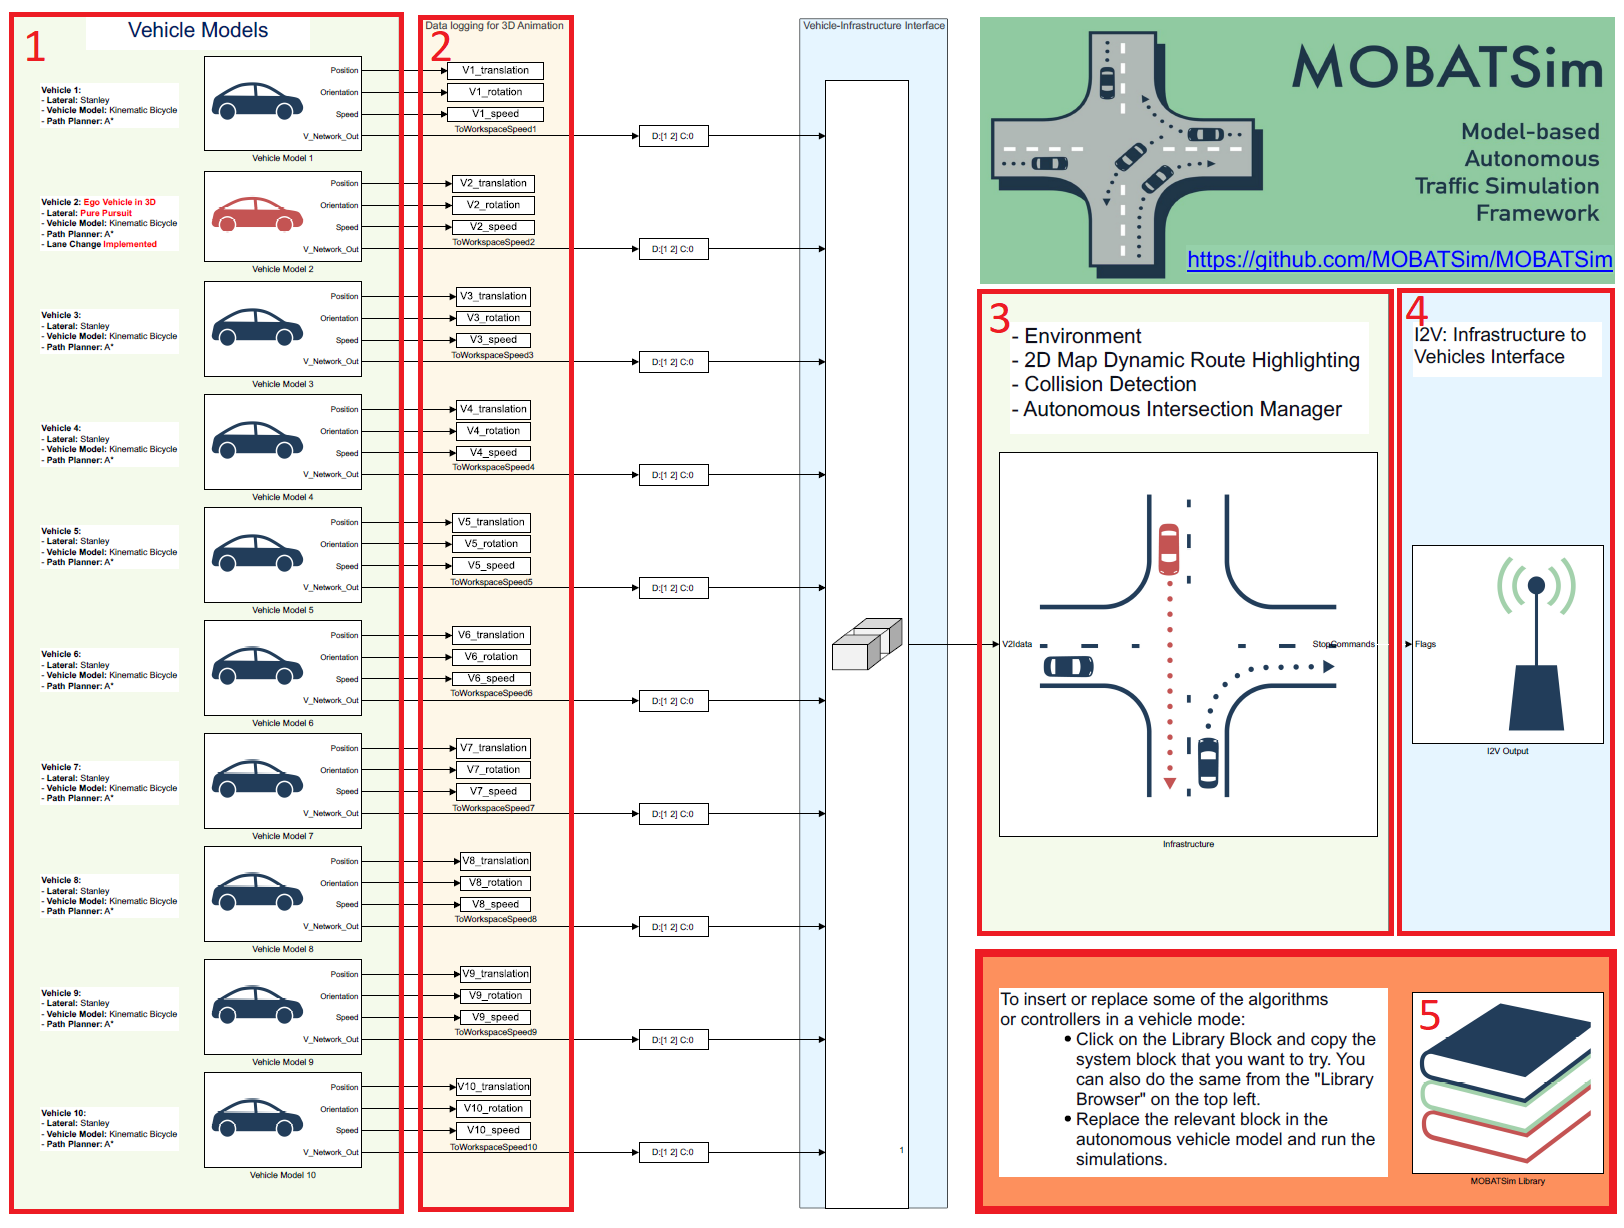 1
Vehicle Models
Vehicle 1:
- Lateral: Stanley
- Vehicle Model: Kinematic Bicycle
- Path Planner: A*
Position
Orientation
Speed
V_Network_Out
Vehicle Model 1
Vehicle 2: Ego Vehicle in 3D
- Lateral: Pure Pursuit
- Vehicle Model: Kinematic Bicycle
- Path Planner: A*
- Lane Change Implemented
Position
Orientation
Speed
V_Network_Out
Vehicle Model 2
Vehicle 3:
- Lateral: Stanley
- Vehicle Model: Kinematic Bicycle
- Path Planner: A*
Position
Orientation
Speed
V_Network_Out
Vehicle Model 3
Vehicle 4:
- Lateral: Stanley
- Vehicle Model: Kinematic Bicycle
- Path Planner: A*
Position
Orientation
Speed
V_Network_Out
Vehicle Model 4
Vehicle 5:
- Lateral: Stanley
- Vehicle Model: Kinematic Bicycle
- Path Planner: A*
Position
Orientation
Speed
V_Network_Out
Vehicle Model 5
Vehicle 6:
- Lateral: Stanley
- Vehicle Model: Kinematic Bicycle
- Path Planner: A*
Position
Orientation
Speed
V_Network_Out
Vehicle Model 6
Vehicle 7:
- Lateral: Stanley
- Vehicle Model: Kinematic Bicycle
- Path Planner: A*
Position
Orientation
Speed
V_Network_Out
Vehicle Model 7
Vehicle 8:
- Lateral: Stanley
- Vehicle Model: Kinematic Bicycle
- Path Planner: A*
Position
Orientation
Speed
V_Network_Out
Vehicle Model 8
Vehicle 9:
- Lateral: Stanley
- Vehicle Model: Kinematic Bicycle
- Path Planner: A*
Position
Orientation
Speed
V_Network_Out
Vehicle Model 9
Vehicle 10:
- Lateral: Stanley
- Vehicle Model: Kinematic Bicycle
- Path Planner: A*
Position
Orientation
Speed
V_Network_Out
Vehicle Model 10
Data logging for 3D Animation
2
V1_translation
V1_rotation
V1_speed
ToWorkspaceSpeed1
V2_translation
V2_rotation
V2_speed
ToWorkspaceSpeed2
V3_translation
V3_rotation
V3_speed
ToWorkspaceSpeed3
V4_translation
V4_rotation
V4_speed
ToWorkspaceSpeed4
V5_translation
V5_rotation
V5_speed
ToWorkspaceSpeed5
V6_translation
V6_rotation
V6_speed
ToWorkspaceSpeed6
V7_translation
V7_rotation
V7_speed
ToWorkspaceSpeed7
V8_translation
V8_rotation
V8_speed
ToWorkspaceSpeed8
V9_translation
V9_rotation
V9_speed
ToWorkspaceSpeed9
V10_translation
V10_rotation
V10_speed
ToWorkspaceSpeed10
D:[1 2] C:0
D:[1 2] C:0
D:[1 2] C:0
D:[1 2] C:0
D:[1 2] C:0
D:[1 2] C:0
D:[1 2] C:0
D:[1 2] C:0
D:[1 2] C:0
D:[1 2] C:0
Vehicle-Infrastructure Interface
1
MOBATSim
Model-based
Autonomous
Traffic Simulation
Framework
https://github.com/MOBATSim/MOBATSim
3
- Environment
- 2D Map Dynamic Route Highlighting
- Collision Detection
- Autonomous Intersection Manager
V2Idata
StopCommands
Infrastructure
4
I2V: Infrastructure to
Vehicles Interface
Flags
I2V Output
To insert or replace some of the algorithms
or controllers in a vehicle mode:
• Click on the Library Block and copy the
system block that you want to try. You
can also do the same from the "Library
Browser" on the top left.
• Replace the relevant block in the
autonomous vehicle model and run the
simulations.
5
MOBATSim Library